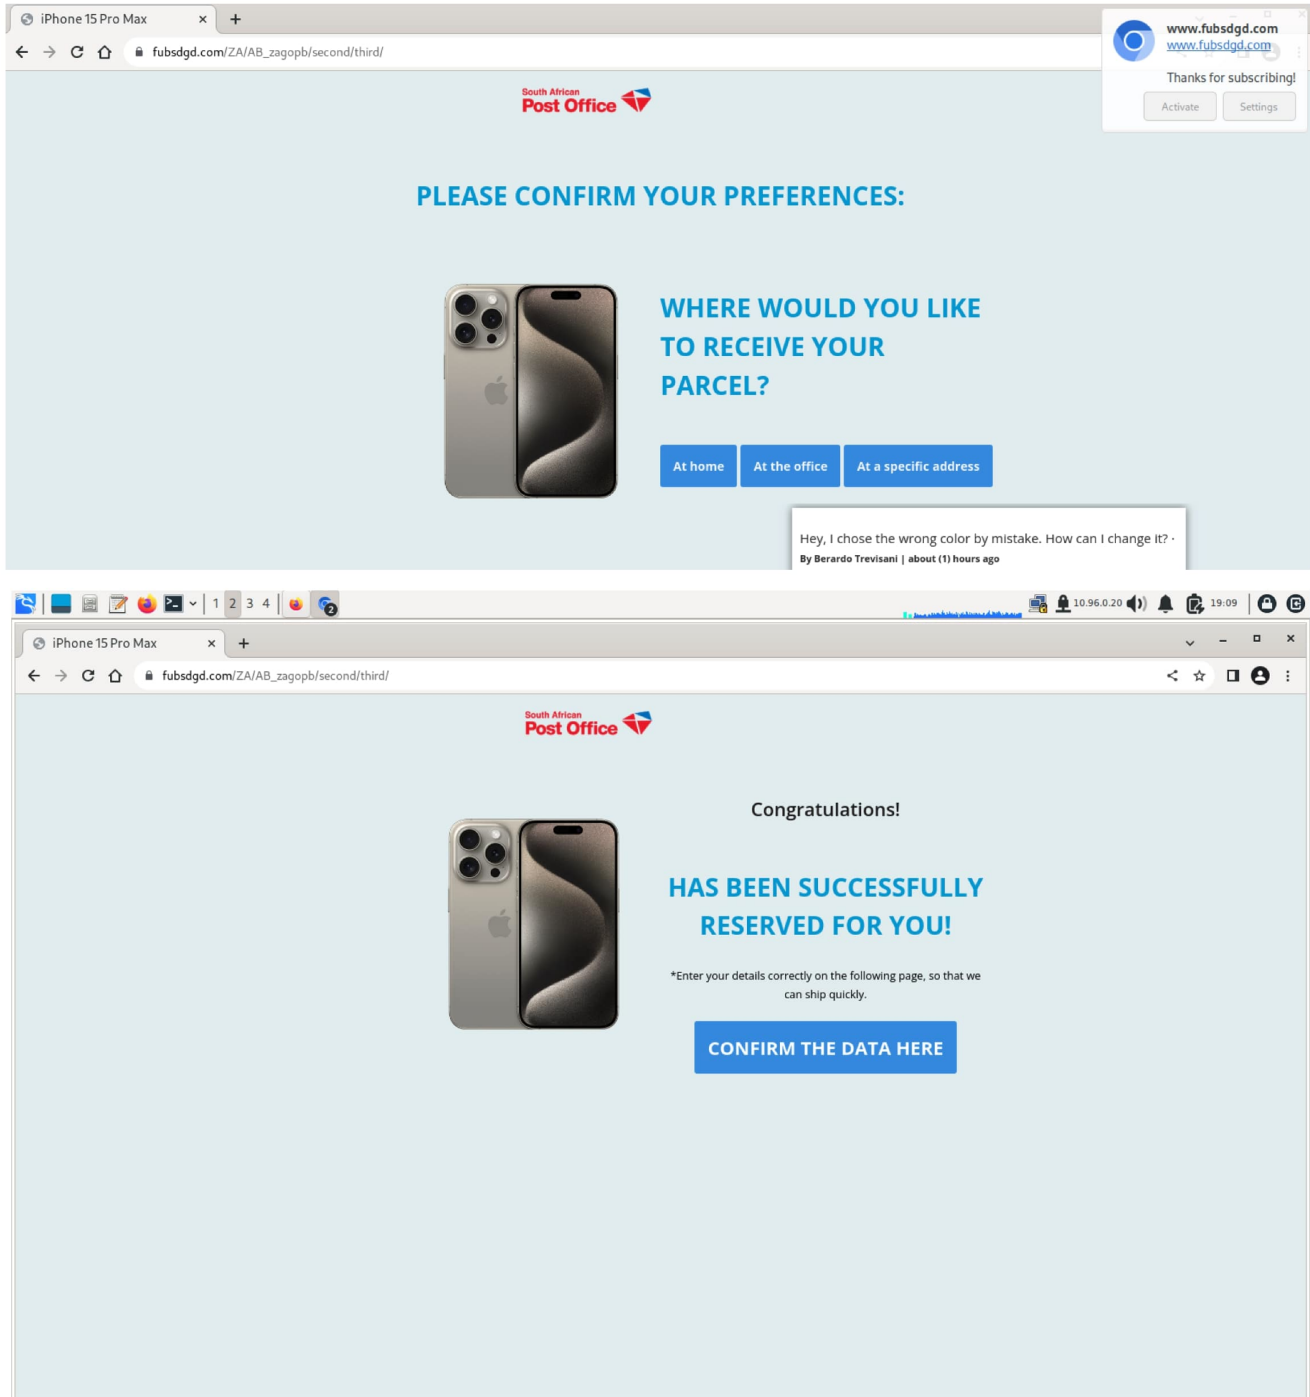 iPhone 15 Pro Max
www.fubsdgd.com
fubsdgd.com/ZA/AB_zagopb/second/third/
www.fubsdgd.com
Thanks for subscribing!
Activate Settings
South African
Post Office
PLEASE CONFIRM YOUR PREFERENCES:
WHERE WOULD YOU LIKE
TO RECEIVE YOUR
PARCEL?
At home At the office At a specific address
Hey, I chose the wrong color by mistake. How can I change it? ·
By Berardo Trevisani | about (1) hours ago
1 2 3 4 2 10.96.0.20 19:09
iPhone 15 Pro Max
fubsdgd.com/ZA/AB_zagopb/second/third/
South African
Post Office
Congratulations!
HAS BEEN SUCCESSFULLY
RESERVED FOR YOU!
*Enter your details correctly on the following page, so that we
can ship quickly.
CONFIRM THE DATA HERE